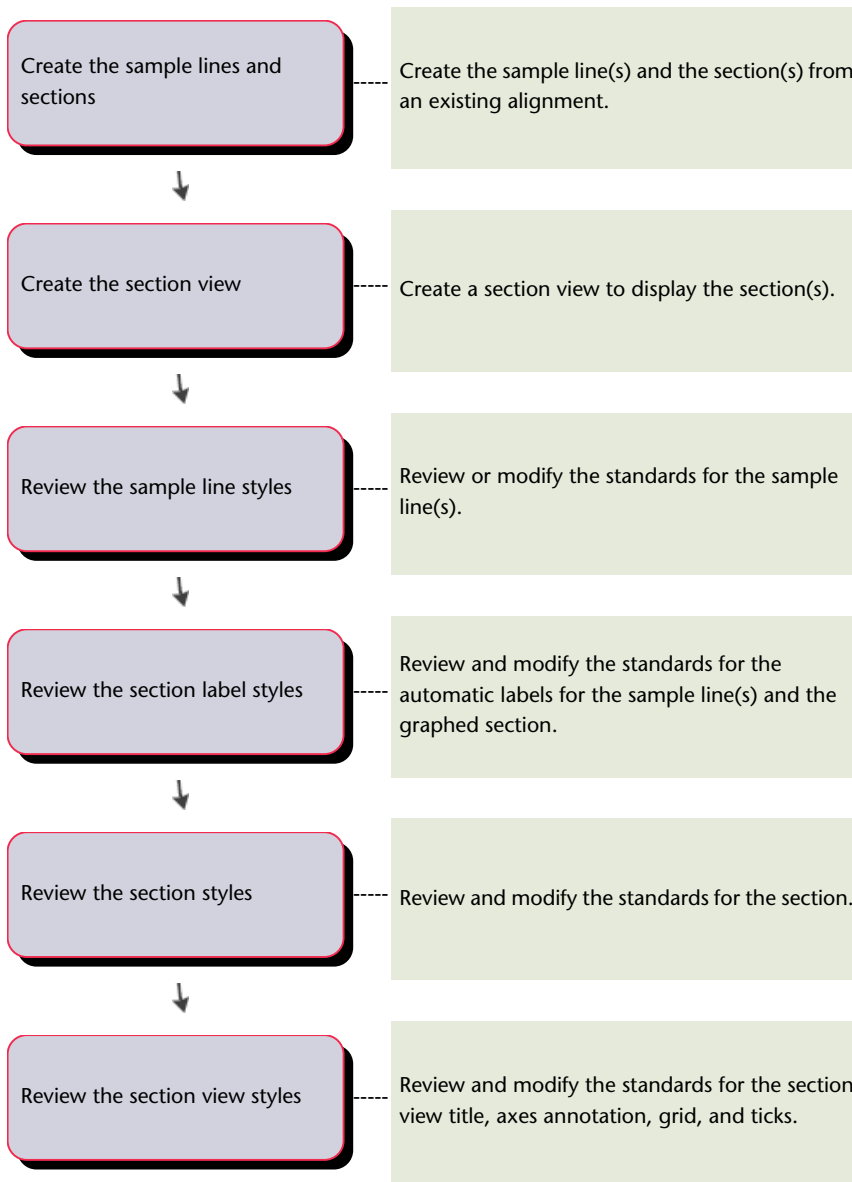 Create the sample lines and
sections
Create the sample line(s) and the section(s) from
an existing alignment.
Create the section view
Create a section view to display the section(s).
Review the sample line styles
Review or modify the standards for the sample
line(s).
Review the section label styles
Review and modify the standards for the
automatic labels for the sample line(s) and the
graphed section.
Review the section styles
Review and modify the standards for the section.
Review the section view styles
Review and modify the standards for the section
view title, axes annotation, grid, and ticks.